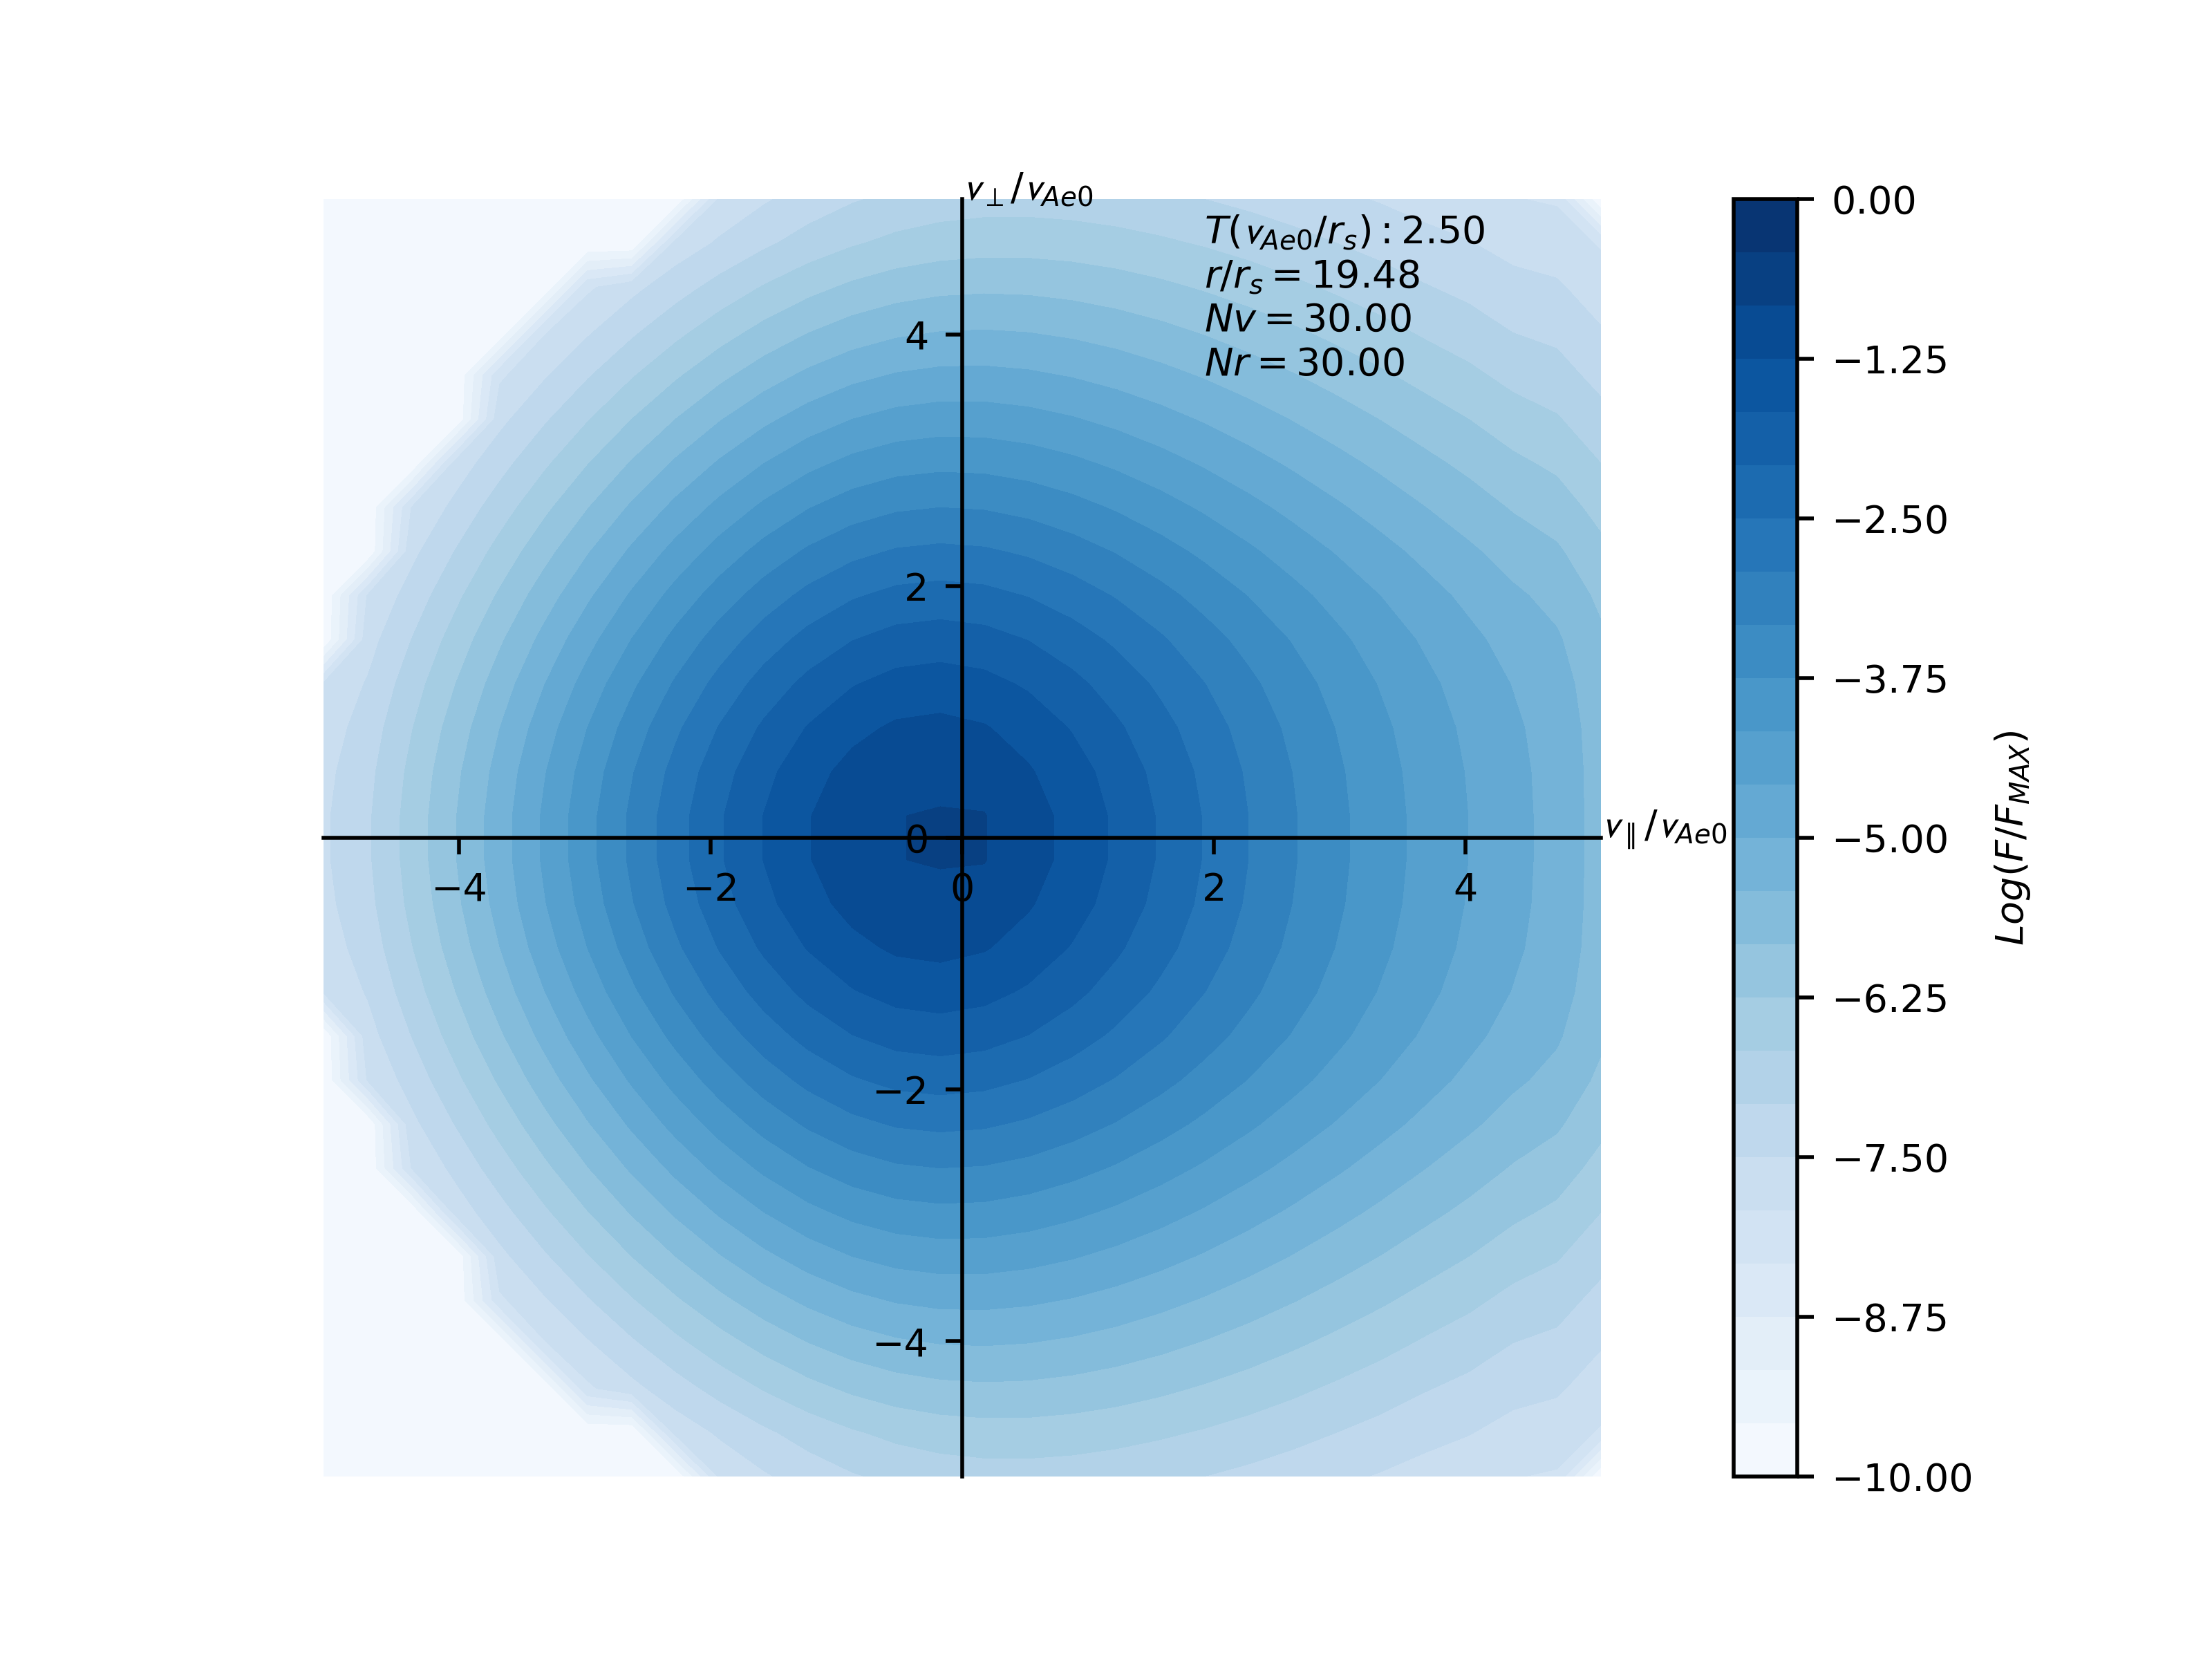 v⊥/vAe0
T(vAe0/rs) : 2.50
r/rs = 19.48
Nv = 30.00
Nr = 30.00
4
2
0
−2
−4
−4
−2
0
2
4
v∥/vAe0
0.00
−1.25
−2.50
−3.75
−5.00
−6.25
−7.50
−8.75
−10.00
Log(F/FMAX)